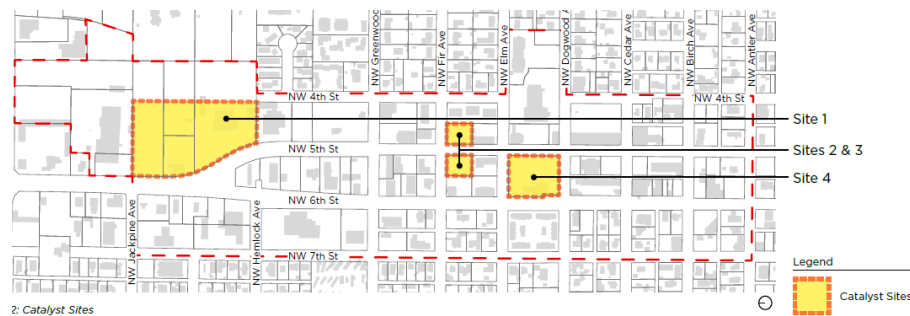 NW Greenwood
NW Fir Ave
NW Elm Ave
NW Dogwood A
NW Cedar Ave
NW Birch Ave
NW Antler Ave
NW 4th St
NW 4th St
Site 1
NW 5th St
Sites 2 & 3
Site 4
NW 6th St
NW Jackpine Ave
NW Hemlock Ave
NW 7th St
Legend
Catalyst Sites
2: Catalyst Sites